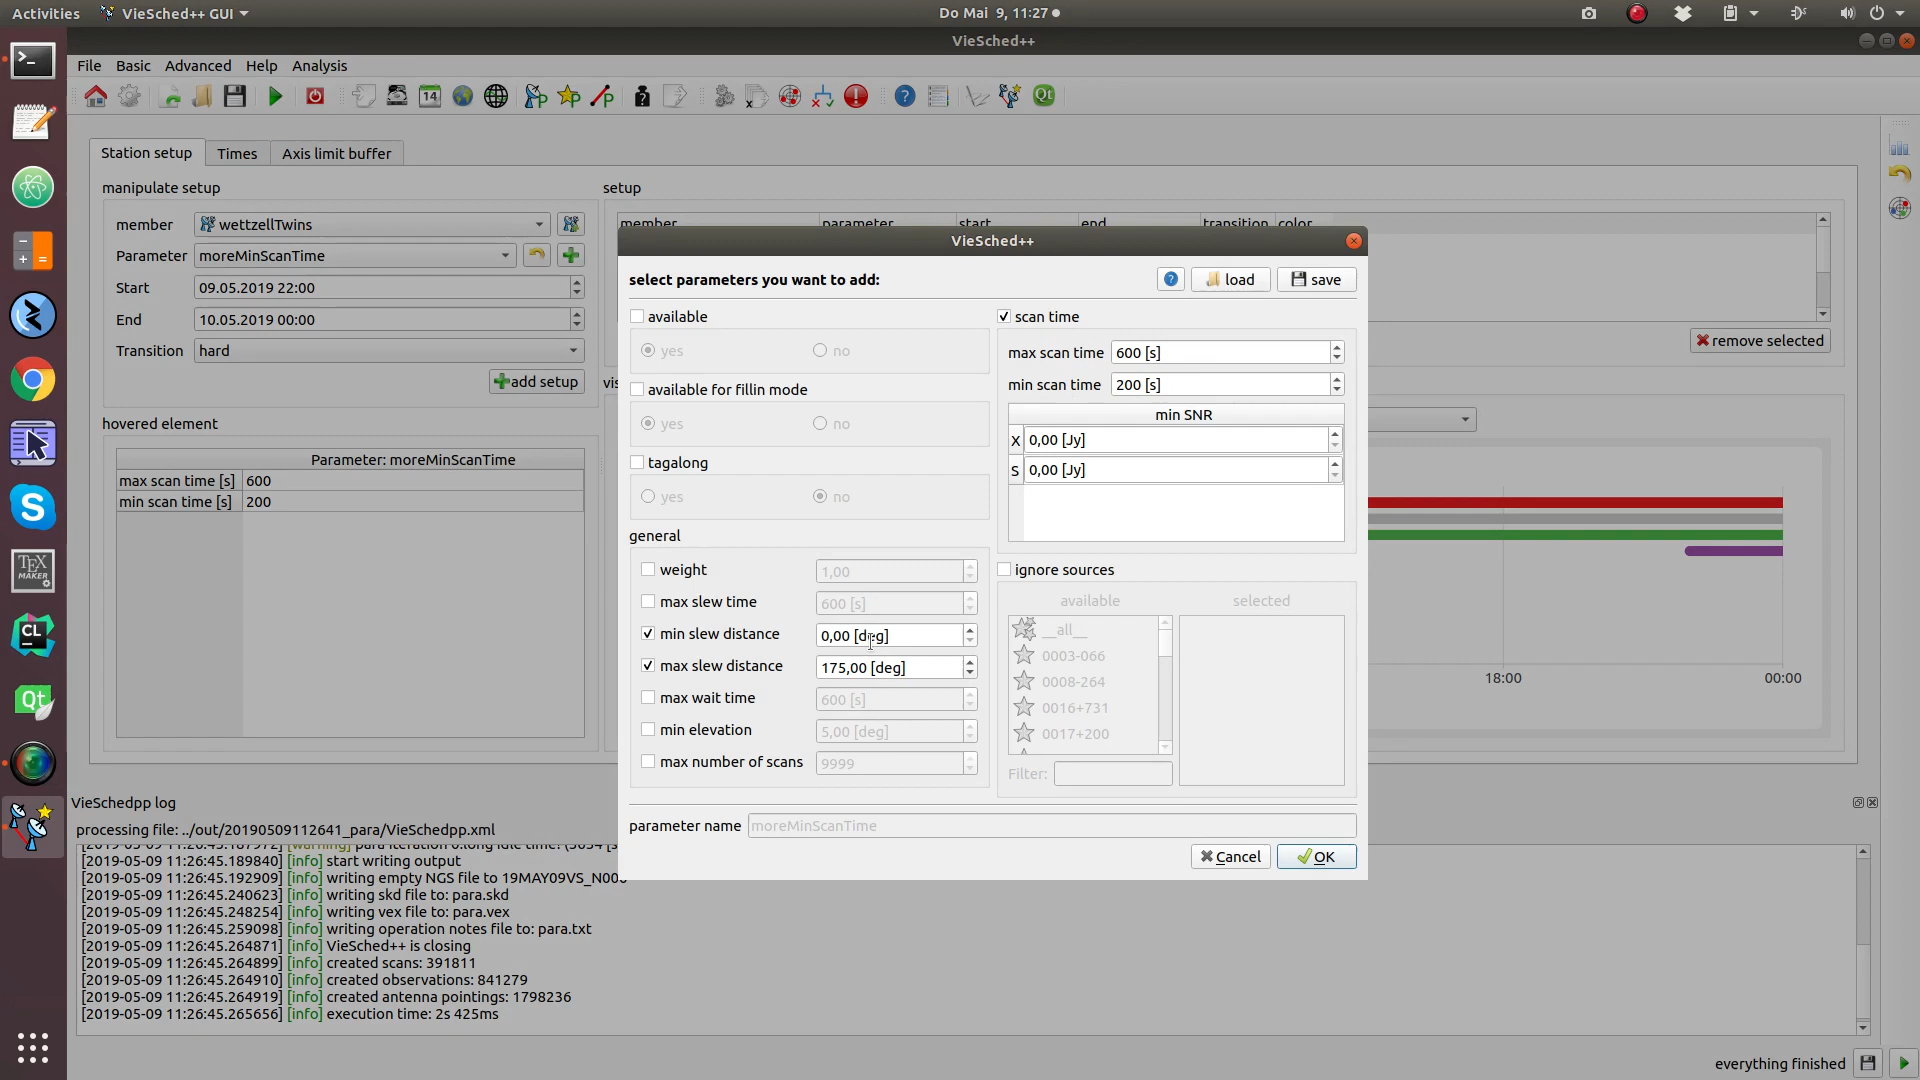 Activities
VieSched++ GUI
Do Mai 9, 11:27
VieSched++
File Basic Advanced Help Analysis
Station setup Times Axis limit buffer
manipulate setup
member wettzellTwins
Parameter moreMinScanTime
Start 09.05.2019 22:00
End 10.05.2019 00:00
Transition hard
add setup
hovered element
Parameter: moreMinScanTime
max scan time [s] 600
min scan time [s] 200
setup
member parameter start end transition color
remove selected
18:00 00:00
VieSched++
select parameters you want to add:
load
save
available
yes no
available for fillin mode
yes no
tagalong
yes no
general
weight 1,00
max slew time 600 [s]
min slew distance 0,00 [deg]
max slew distance 175,00 [deg]
max wait time 600 [s]
min elevation 5,00 [deg]
max number of scans 9999
scan time
max scan time 600 [s]
min scan time 200 [s]
min SNR
X 0,00 [Jy]
S 0,00 [Jy]
ignore sources
available selected
__all__
0003-066
0008-264
0016+731
0017+200
Filter:
parameter name moreMinScanTime
Cancel
OK
VieSchedpp log
processing file: ../out/20190509112641_para/VieSchedpp.xml
[2019-05-09 11:26:45.189840] [info] start writing output
[2019-05-09 11:26:45.192909] [info] writing empty NGS file to 19MAY09VS_N00
[2019-05-09 11:26:45.240623] [info] writing skd file to: para.skd
[2019-05-09 11:26:45.248254] [info] writing vex file to: para.vex
[2019-05-09 11:26:45.259098] [info] writing operation notes file to: para.txt
[2019-05-09 11:26:45.264871] [info] VieSched++ is closing
[2019-05-09 11:26:45.264899] [info] created scans: 391811
[2019-05-09 11:26:45.264910] [info] created observations: 841279
[2019-05-09 11:26:45.264919] [info] created antenna pointings: 1798236
[2019-05-09 11:26:45.265656] [info] execution time: 2s 425ms
everything finished